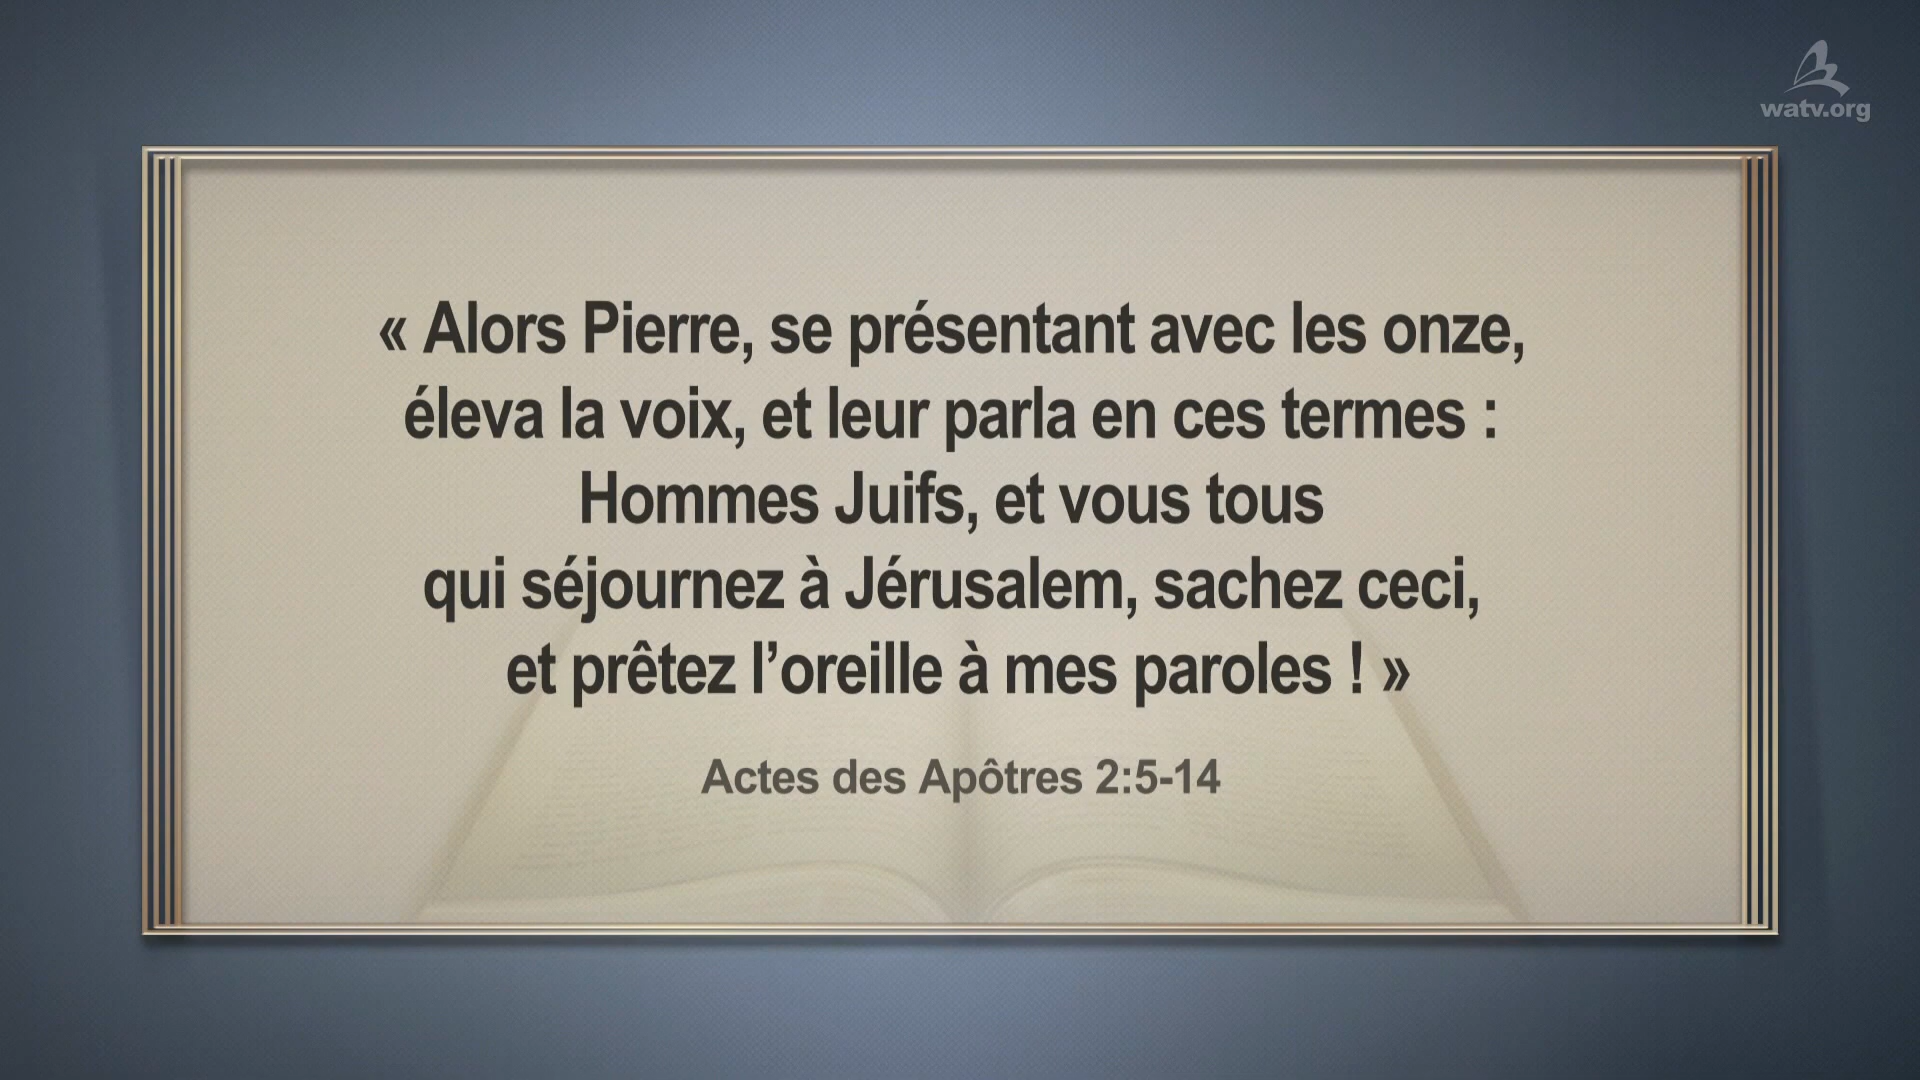 watv.org
« Alors Pierre, se présentant avec les onze,
éleva la voix, et leur parla en ces termes :
Hommes Juifs, et vous tous
qui séjournez à Jérusalem, sachez ceci,
et prêtez l’oreille à mes paroles ! »
Actes des Apôtres 2:5-14